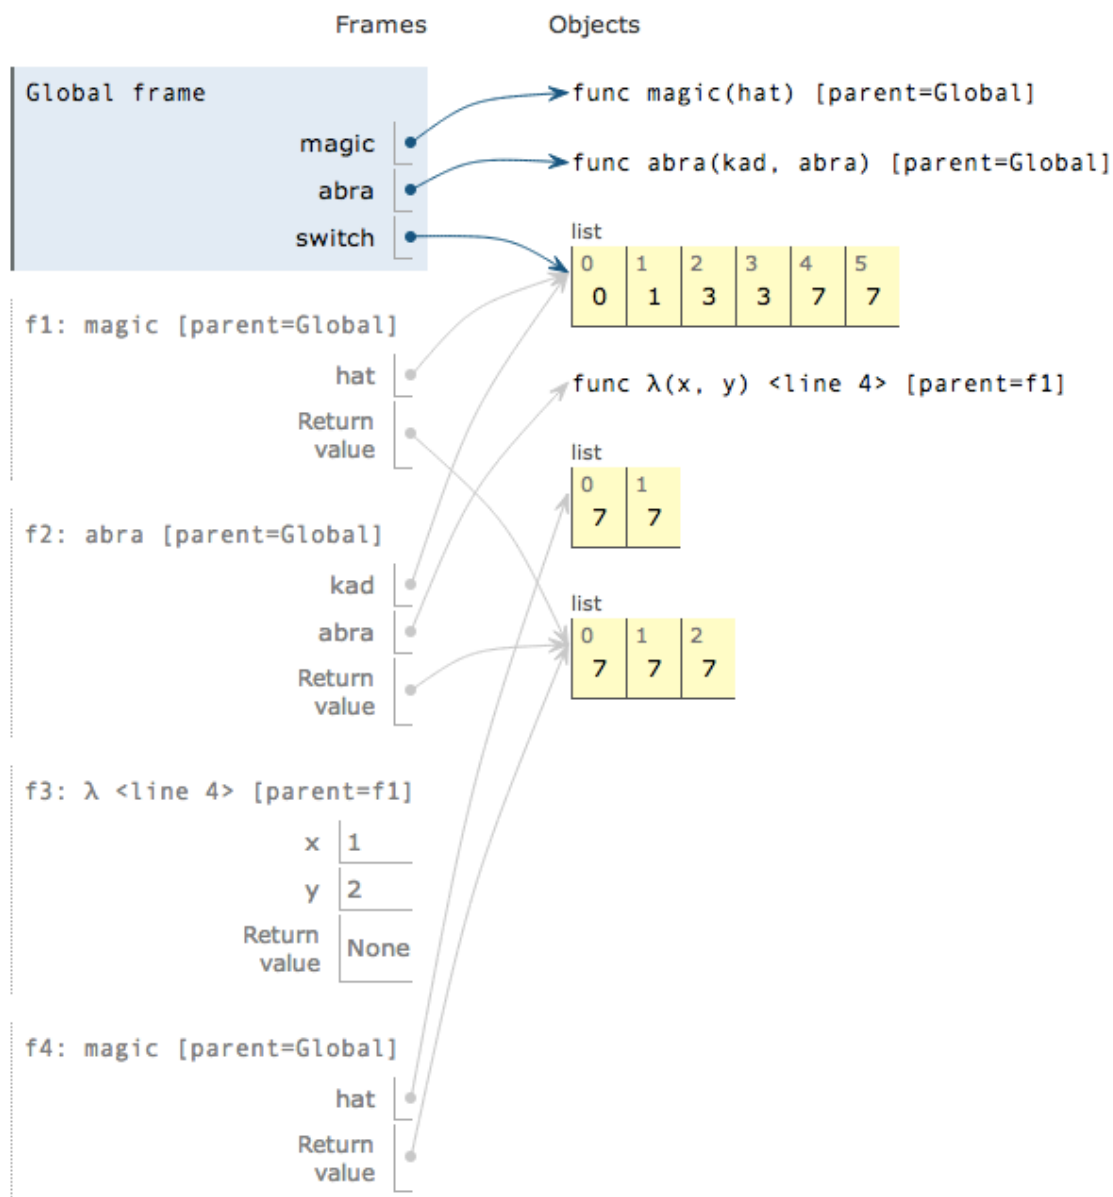 Frames Objects
Global frame
magic
abra
switch
func magic(hat) [parent=Global]
func abra(kad, abra) [parent=Global]
list
0 1 2 3 4 5
0 1 3 3 7 7
f1: magic [parent=Global]
hat
Return
value
func λ(x, y) <line 4> [parent=f1]
list
0 1
7 7
f2: abra [parent=Global]
kad
abra
Return
value
list
0 1 2
7 7 7
f3: λ <line 4> [parent=f1]
x 1
y 2
Return
value None
f4: magic [parent=Global]
hat
Return
value